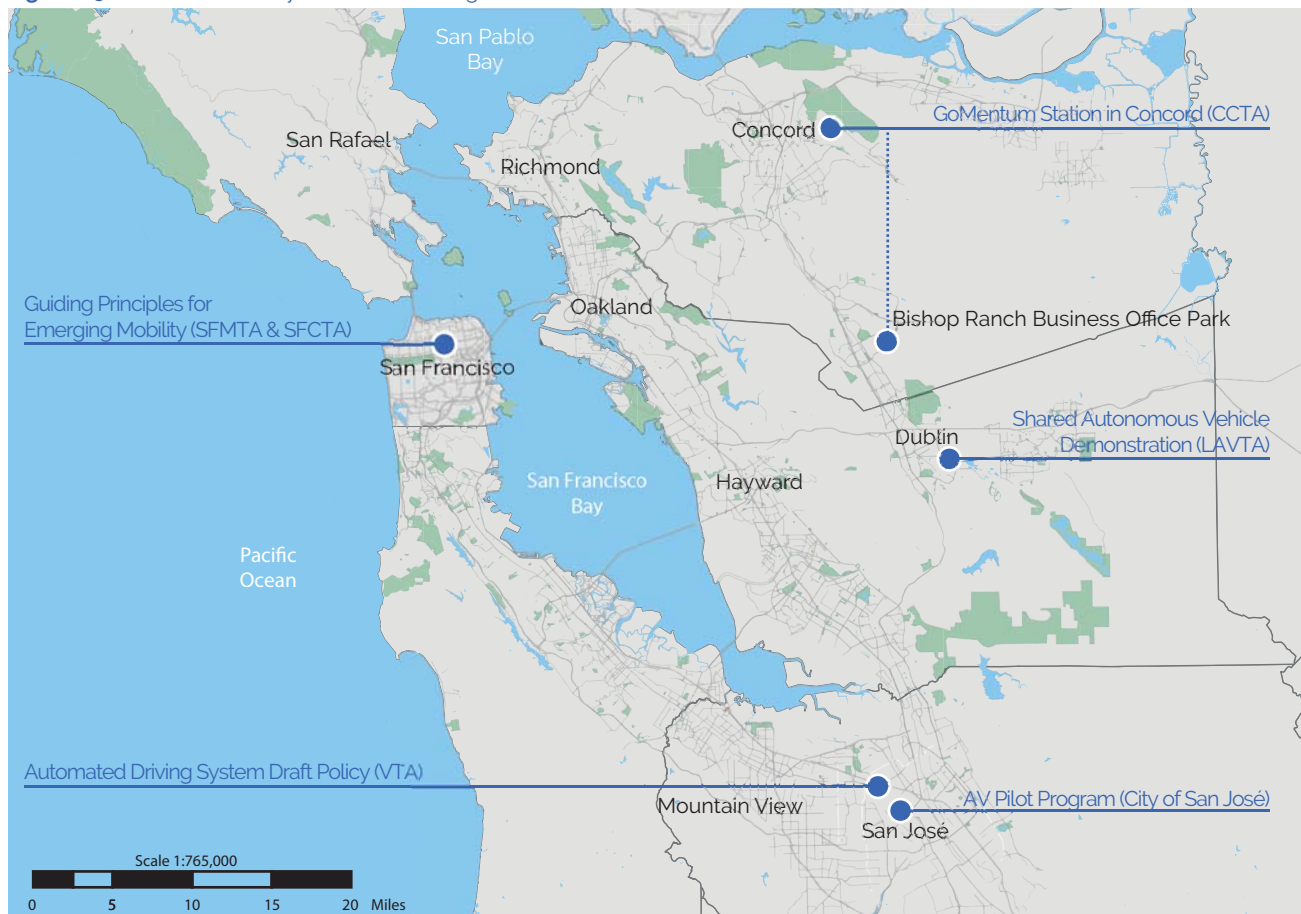 San Pablo
Bay
GoMentum Station in Concord (CCTA)
Concord
San Rafael
Richmond
Guiding Principles for
Emerging Mobility (SFMTA & SFCTA)
Oakland
Bishop Ranch Business Office Park
San Francisco
Shared Autonomous Vehicle
Demonstration (LAVTA)
Dublin
San Francisco
Bay
Hayward
Pacific
Ocean
Automated Driving System Draft Policy (VTA)
Mountain View
AV Pilot Program (City of San José)
San José
Scale 1:765,000
0 5 10 15 20 Miles